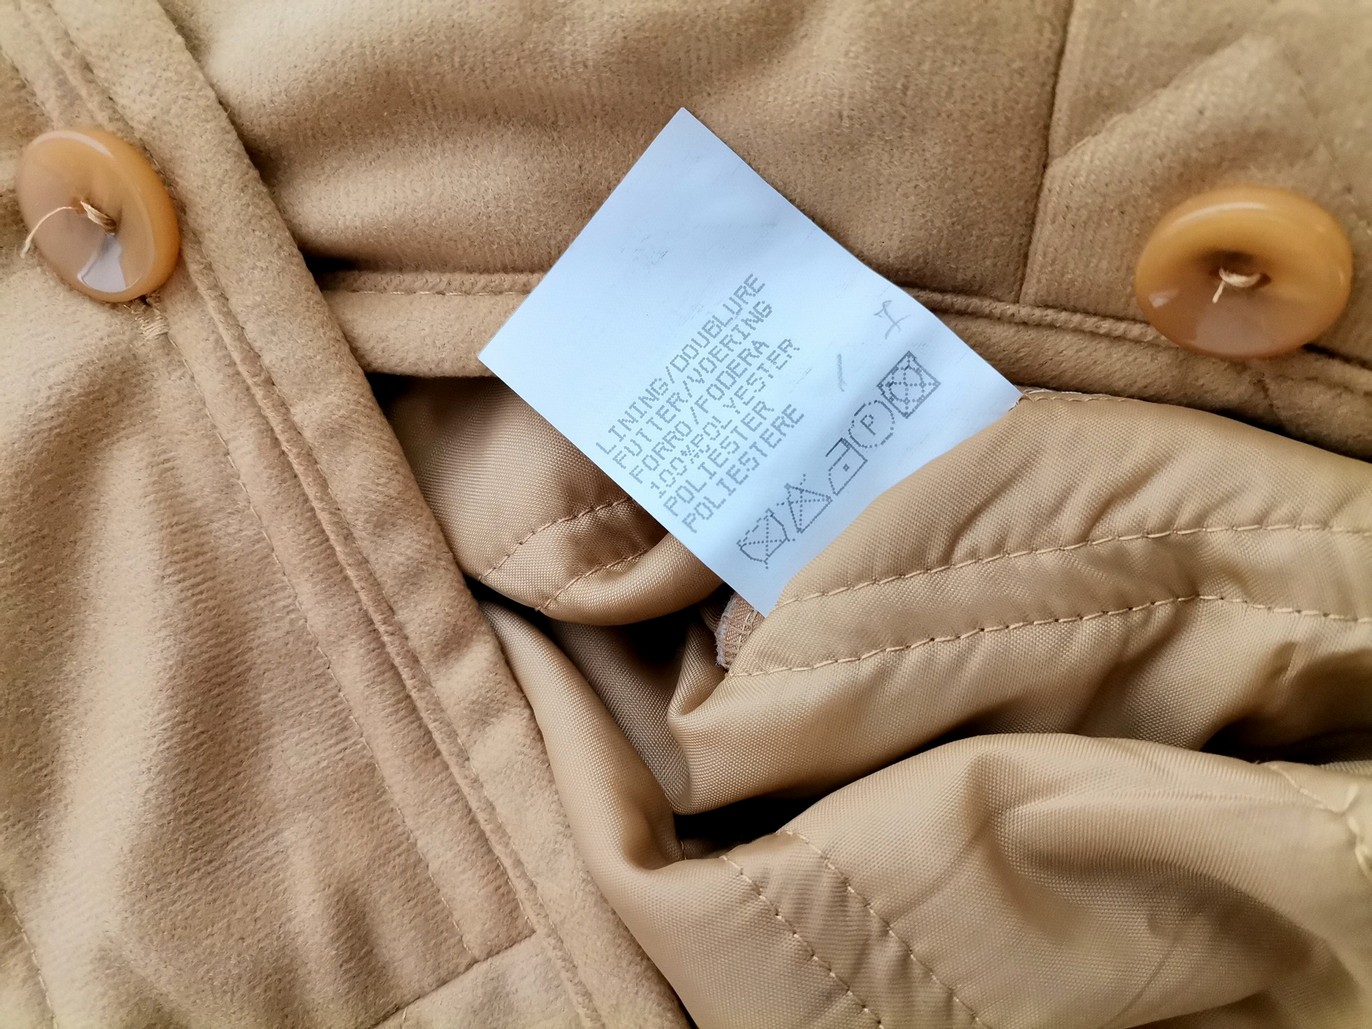 LINING/DOUBLURE
FUTTER/VOERING
FORRO/FODERA
100%POLYESTER
POLIESTER
POLIESTERE
P